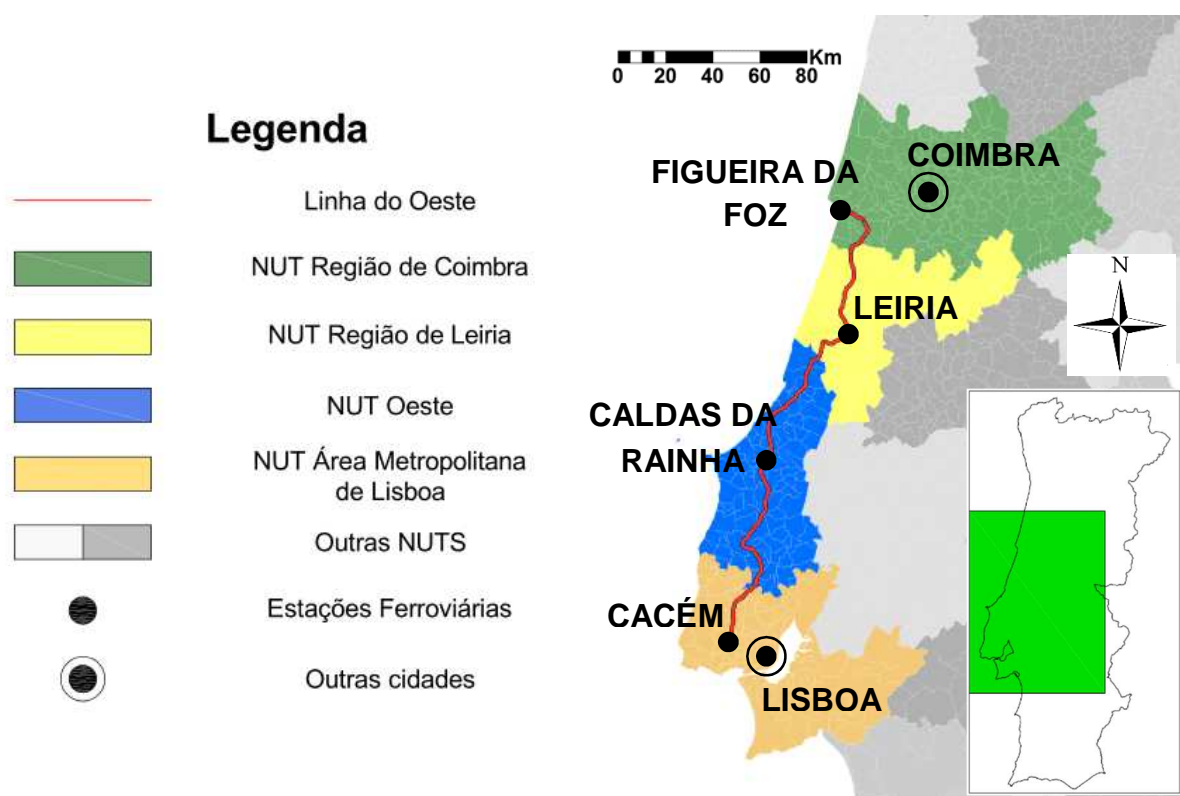 Legenda
Linha do Oeste
NUT Região de Coimbra
NUT Região de Leiria
NUT Oeste
NUT Área Metropolitana
de Lisboa
Outras NUTS
Estações Ferroviárias
Outras cidades
Km
0 20 40 60 80
COIMBRA
FIGUEIRA DA
FOZ
N
LEIRIA
CALDAS DA
RAINHA
CACÉM
LISBOA